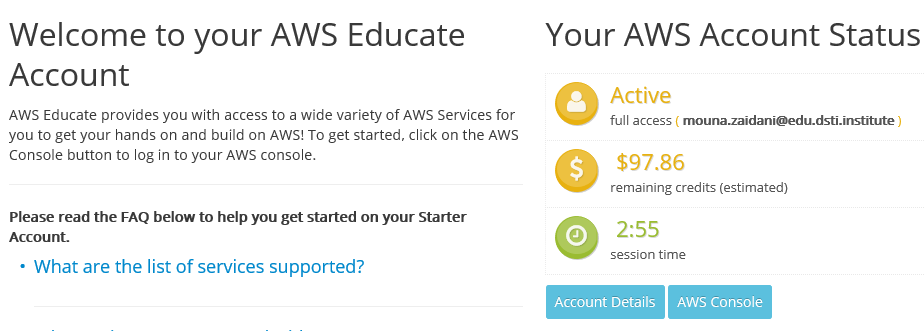 Welcome to your AWS Educate
Account
AWS Educate provides you with access to a wide variety of AWS Services for
you to get your hands on and build on AWS! To get started, click on the AWS
Console button to log in to your AWS console.
Please read the FAQ below to help you get started on your Starter
Account.
• What are the list of services supported?
Your AWS Account Status
Active
full access ( mouna.zaidani@edu.dsti.institute )
$
$97.86
remaining credits (estimated)
2:55
session time
Account Details
AWS Console